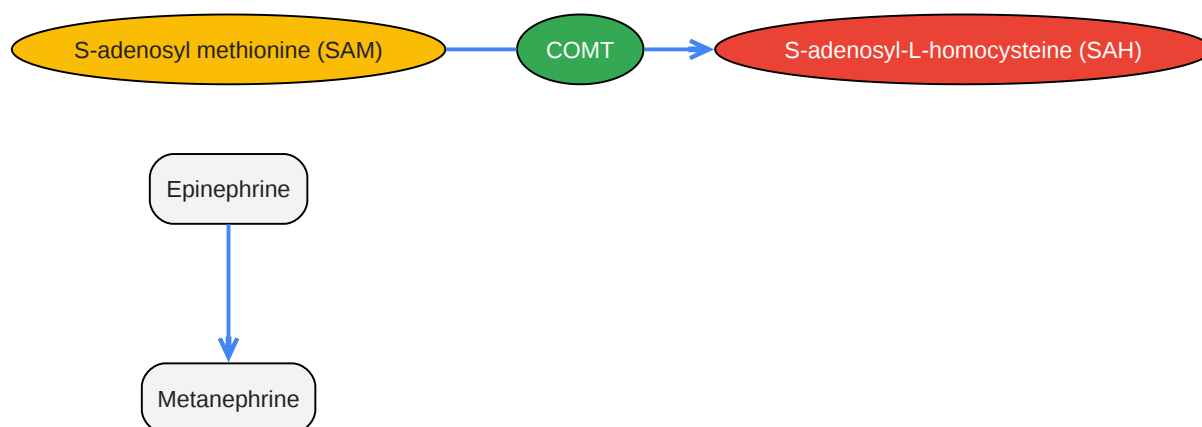 S-adenosyl methionine (SAM)
COMT
S-adenosyl-L-homocysteine (SAH)
Epinephrine
Metanephrine